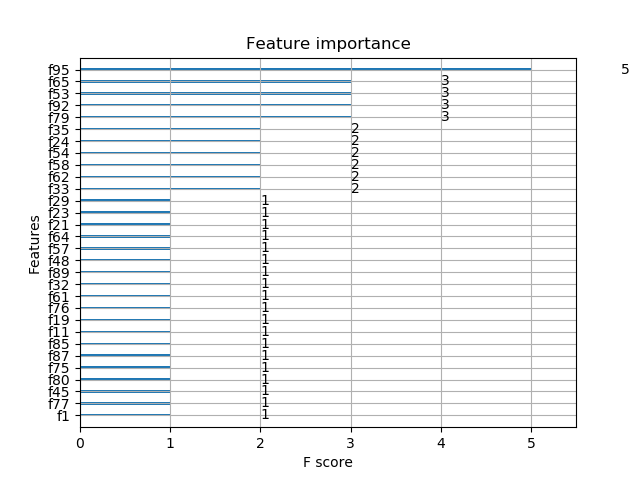 Feature importance
f95 5
f65 3
f53 3
f92 3
f79 3
f35 2
f24 2
f54 2
f58 2
f62 2
f33 2
f29 1
f23 1
f21 1
f64 1
f57 1
f48 1
f89 1
f32 1
f61 1
f76 1
f19 1
f11 1
f85 1
f87 1
f75 1
f80 1
f45 1
f77 1
f1 1
Features
0 1 2 3 4 5
F score